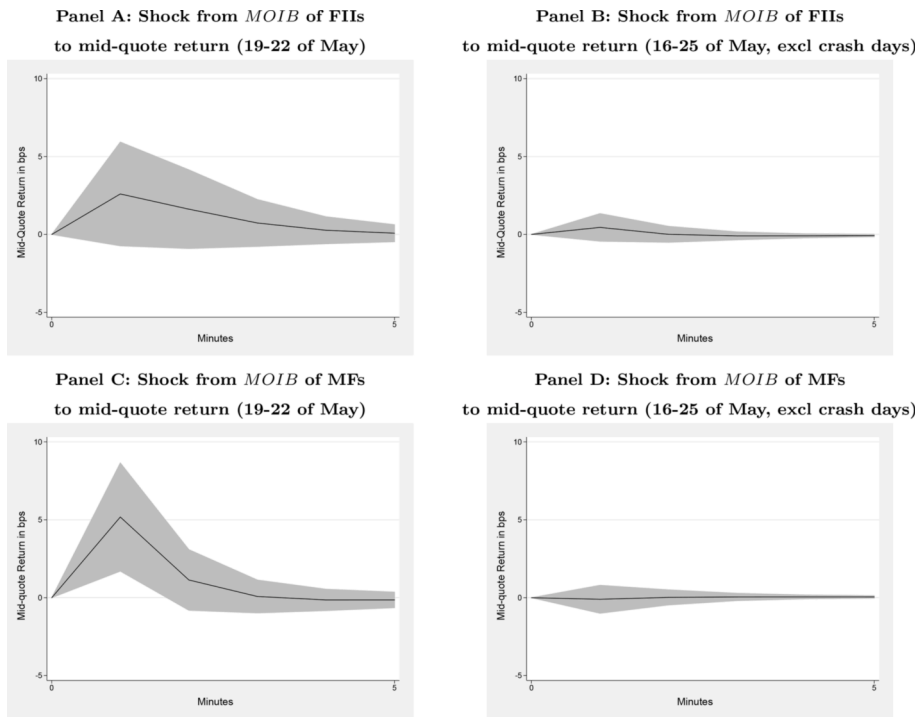 Panel A: Shock from MOIB of FIIs
to mid-quote return (19-22 of May)
10
5
0
-5
Mid-Quote Return in bps
0
5
Minutes
Panel B: Shock from MOIB of FIIs
to mid-quote return (16-25 of May, excl crash days)
10
5
0
-5
Mid-Quote Return in bps
0
5
Minutes
Panel C: Shock from MOIB of MFs
to mid-quote return (19-22 of May)
10
5
0
-5
Mid-quote Return in bps
0
5
Minutes
Panel D: Shock from MOIB of MFs
to mid-quote return (16-25 of May, excl crash days)
10
5
0
-5
Mid-quote Return in bps
0
5
Minutes